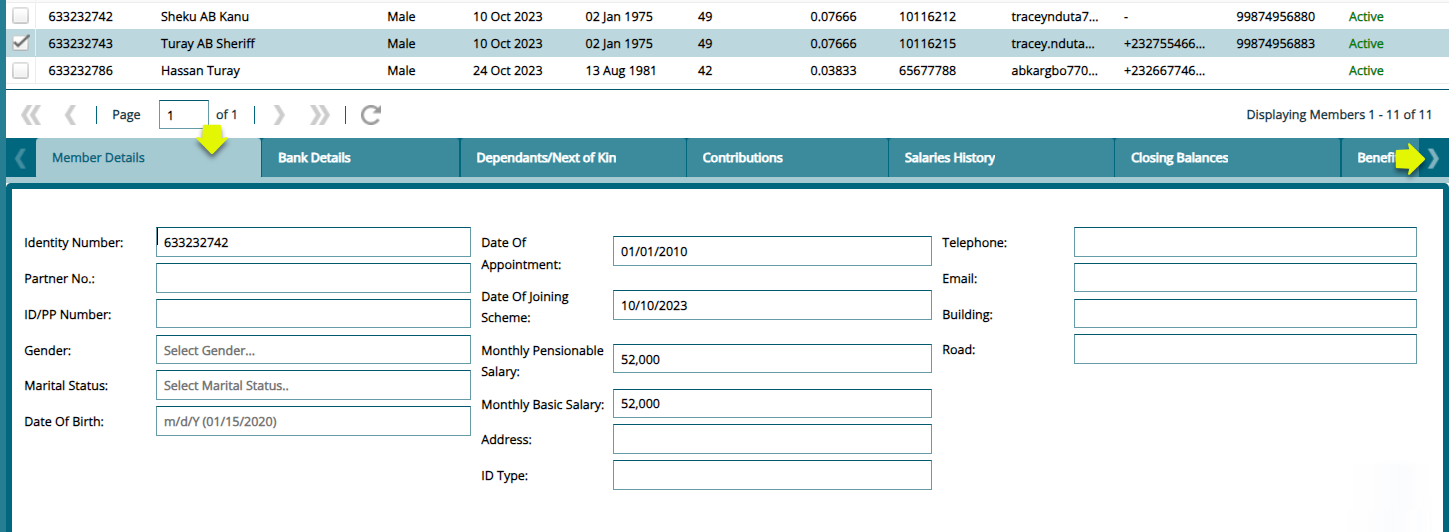 633232742 Sheku AB Kanu Male 10 Oct 2023 02 Jan 1975 49 0.07666 10116212 traceynduta7... - 99874956880 Active
633232743 Turay AB Sheriff Male 10 Oct 2023 02 Jan 1975 49 0.07666 10116215 tracey.nduta... +232755466... 99874956883 Active
633232786 Hassan Turay Male 24 Oct 2023 13 Aug 1981 42 0.03833 65677788 abkargbo770... +232667746... Active
Page 1 of 1 Displaying Members 1 - 11 of 11
Member Details Bank Details Dependants/Next of Kin Contributions Salaries History Closing Balances Benefi
Identity Number: 633232742
Partner No.:
ID/PP Number:
Gender: Select Gender...
Marital Status: Select Marital Status..
Date Of Birth: m/d/Y (01/15/2020)
Date Of
Appointment: 01/01/2010
Date Of Joining
Scheme: 10/10/2023
Monthly Pensionable
Salary: 52,000
Monthly Basic Salary: 52,000
Address:
ID Type:
Telephone:
Email:
Building:
Road: